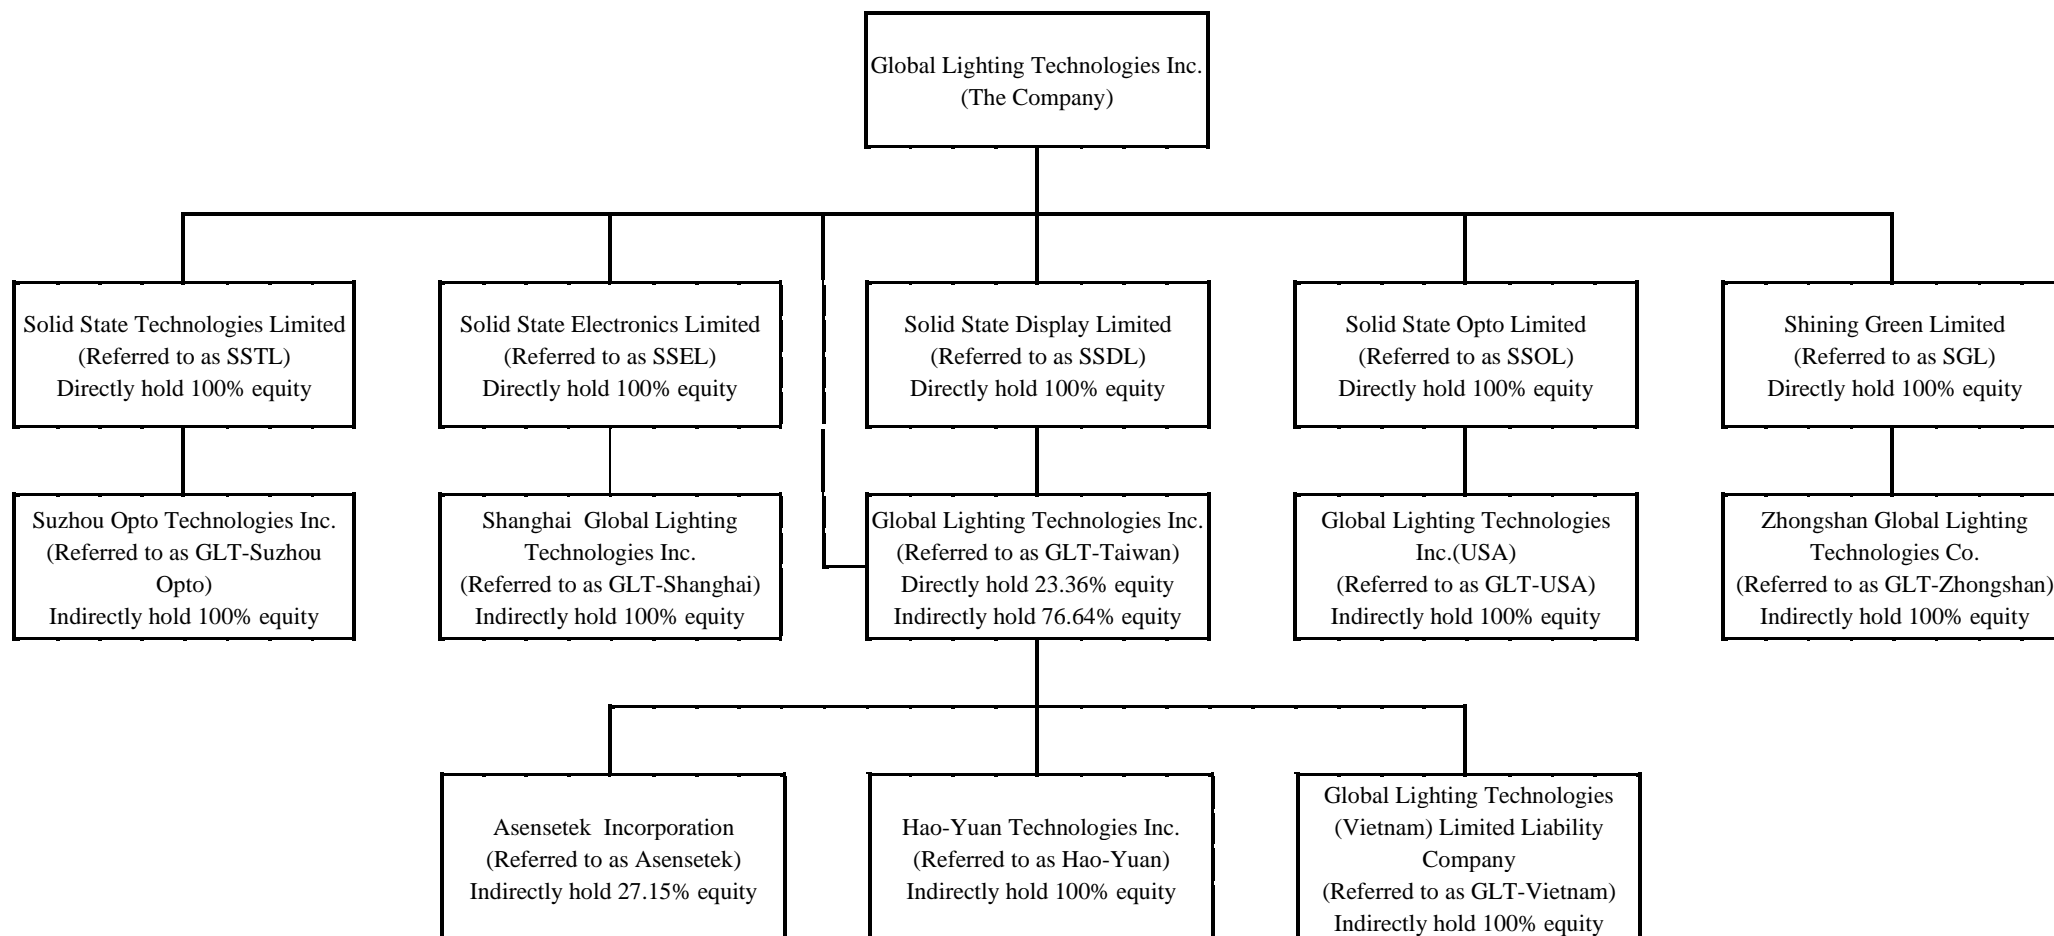 Global Lighting Technologies Inc.
(The Company)
Solid State Technologies Limited
(Referred to as SSTL)
Directly hold 100% equity
Solid State Electronics Limited
(Referred to as SSEL)
Directly hold 100% equity
Solid State Display Limited
(Referred to as SSDL)
Directly hold 100% equity
Solid State Opto Limited
(Referred to as SSOL)
Directly hold 100% equity
Shining Green Limited
(Referred to as SGL)
Directly hold 100% equity
Suzhou Opto Technologies Inc.
(Referred to as GLT-Suzhou
Opto)
Indirectly hold 100% equity
Shanghai  Global Lighting
Technologies Inc.
(Referred to as GLT-Shanghai)
Indirectly hold 100% equity
Global Lighting Technologies Inc.
(Referred to as GLT-Taiwan)
Directly hold 23.36% equity
Indirectly hold 76.64% equity
Global Lighting Technologies
Inc.(USA)
(Referred to as GLT-USA)
Indirectly hold 100% equity
Zhongshan Global Lighting
Technologies Co.
(Referred to as GLT-Zhongshan)
Indirectly hold 100% equity
Asensetek  Incorporation
(Referred to as Asensetek)
Indirectly hold 27.15% equity
Hao-Yuan Technologies Inc.
(Referred to as Hao-Yuan)
Indirectly hold 100% equity
Global Lighting Technologies
(Vietnam) Limited Liability
Company
(Referred to as GLT-Vietnam)
Indirectly hold 100% equity